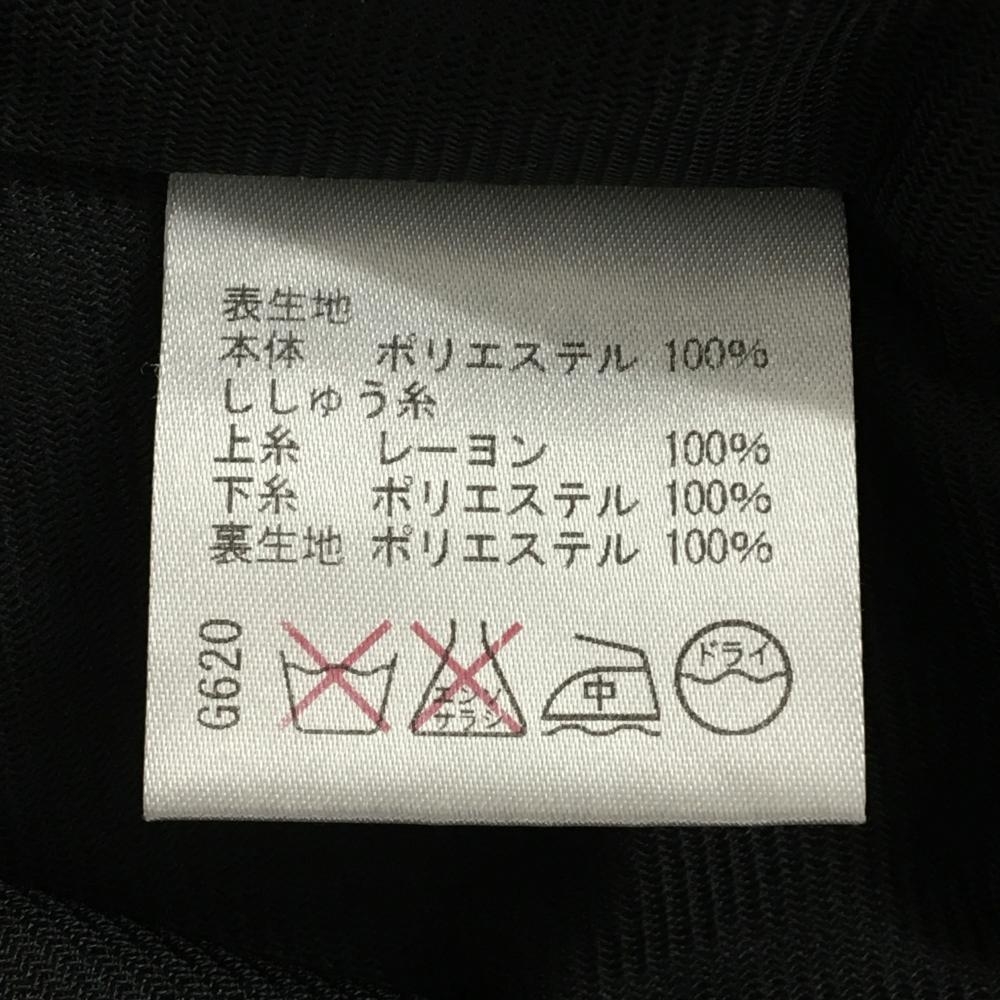 表生地
本体 ポリエステル 100%
ししゅう糸
上糸 レーヨン 100%
下糸 ポリエステル 100%
裏生地 ポリエステル 100%
G620
エンソ
サラシ
中
ドライ